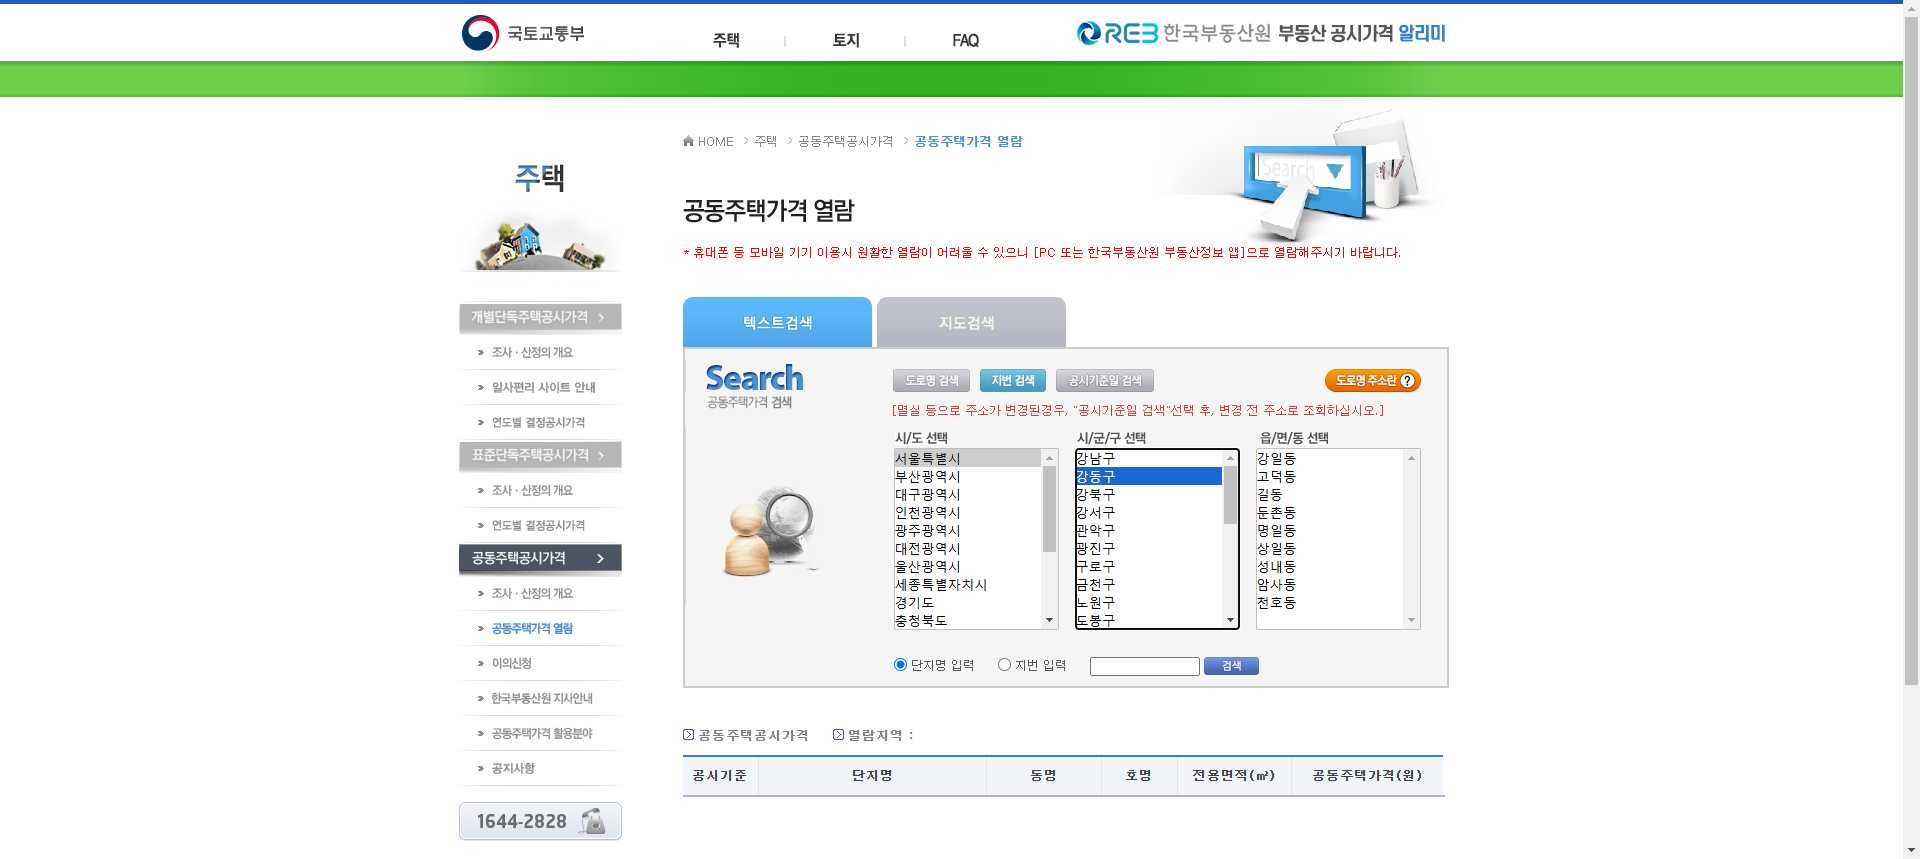 국토교통부
주택
토지
FAQ
REB 한국부동산원 부동산 공시가격 알리미
HOME 주택 공동주택공시가격 공동주택가격 열람
주택
공동주택가격 열람
* 휴대폰 등 모바일 기기 이용시 원활한 열람이 어려울 수 있으니 [PC 또는 한국부동산원 부동산정보 앱]으로 열람해주시기 바랍니다.
개별단독주택공시가격
조사 · 산정의 개요
일사편리 사이트 안내
연도별 결정공시가격
표준단독주택공시가격
조사 · 산정의 개요
연도별 결정공시가격
공동주택공시가격
조사 · 산정의 개요
공동주택가격 열람
이의신청
한국부동산원 지사안내
공동주택가격 활용분야
공지사항
1644-2828
Search
텍스트검색
지도검색
Search
공동주택가격 검색
도로명 검색
지번 검색
공시기준일 검색
도로명 주소란 ?
[멸실 등으로 주소가 변경된경우, "공시기준일 검색"선택 후, 변경 전 주소로 조회하십시오.]
시/도 선택
서울특별시
부산광역시
대구광역시
인천광역시
광주광역시
대전광역시
울산광역시
세종특별자치시
경기도
충청북도
시/군/구 선택
강남구
강동구
강북구
강서구
관악구
광진구
구로구
금천구
노원구
도봉구
읍/면/동 선택
강일동
고덕동
길동
둔촌동
명일동
상일동
성내동
암사동
천호동
단지명 입력
지번 입력
검색
공동주택공시가격
열람지역 :
공시기준 단지명 동명 호명 전용면적(㎡) 공동주택가격(원)